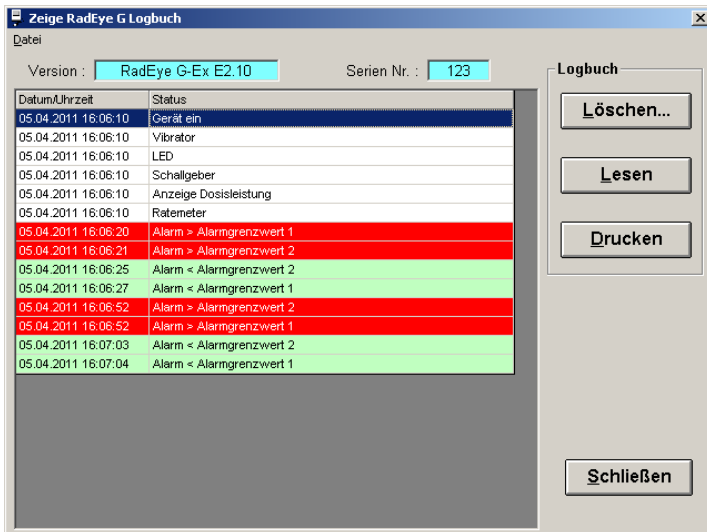 Zeige RadEye G Logbuch
Datei
Version : RadEye G-Ex E2.10 Serien Nr. : 123
Logbuch
Löschen...
Lesen
Drucken
Datum/Uhrzeit Status
05.04.2011 16:06:10 Gerät ein
05.04.2011 16:06:10 Vibrator
05.04.2011 16:06:10 LED
05.04.2011 16:06:10 Schallgeber
05.04.2011 16:06:10 Anzeige Dosisleistung
05.04.2011 16:06:10 Ratemeter
05.04.2011 16:06:20 Alarm > Alarmgrenzwert 1
05.04.2011 16:06:21 Alarm > Alarmgrenzwert 2
05.04.2011 16:06:25 Alarm < Alarmgrenzwert 2
05.04.2011 16:06:27 Alarm < Alarmgrenzwert 1
05.04.2011 16:06:52 Alarm > Alarmgrenzwert 2
05.04.2011 16:06:52 Alarm > Alarmgrenzwert 1
05.04.2011 16:07:03 Alarm < Alarmgrenzwert 2
05.04.2011 16:07:04 Alarm < Alarmgrenzwert 1
Schließen